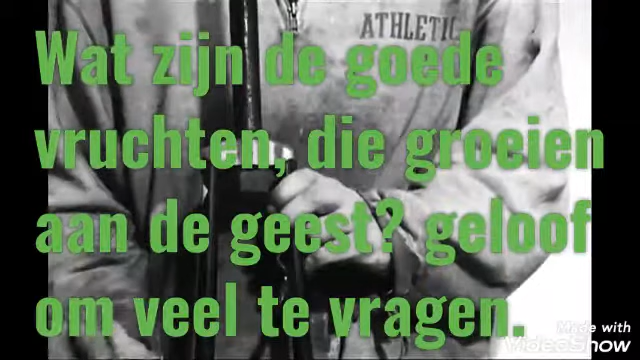 ATHLETIC
Wat zijn de goede
vruchten, die groeien
aan de geest? geloof
om veel te vragen.
Made with
VideoShow